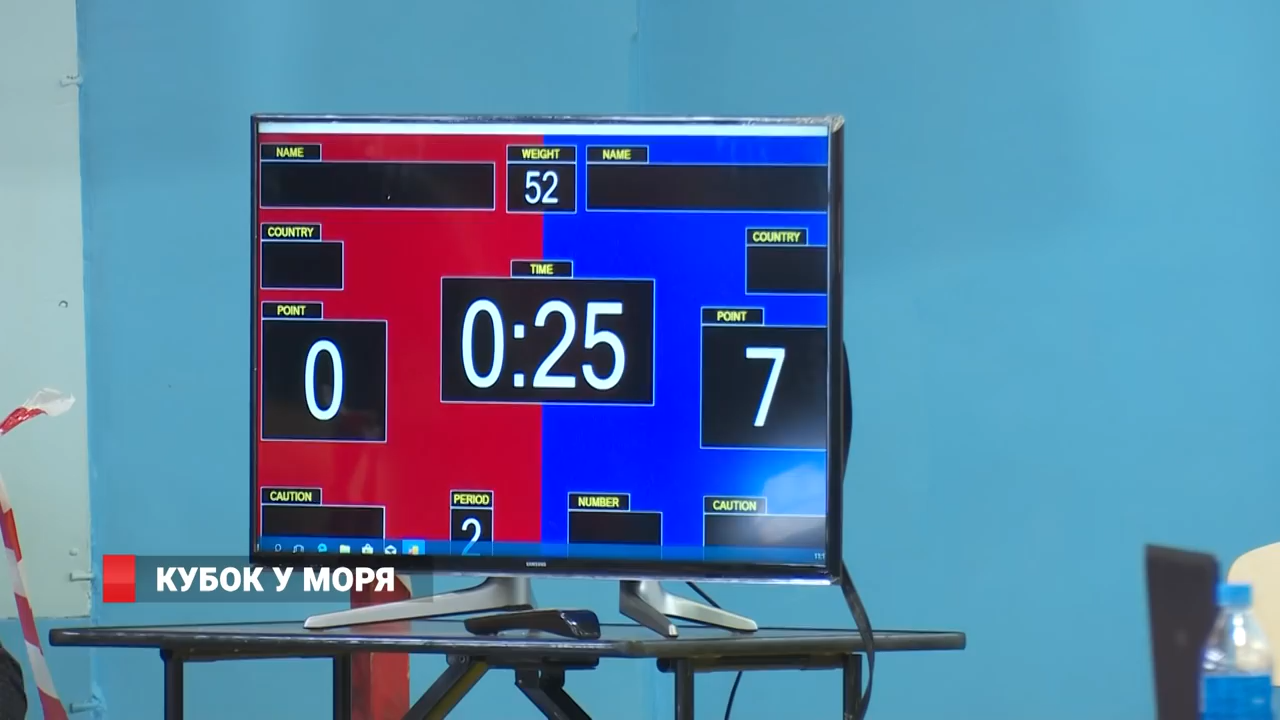 NAME
WEIGHT
NAME
52
COUNTRY
COUNTRY
TIME
0:25
POINT
POINT
0
7
CAUTION
PERIOD
NUMBER
CAUTION
2
SAMSUNG
КУБОК У МОРЯ